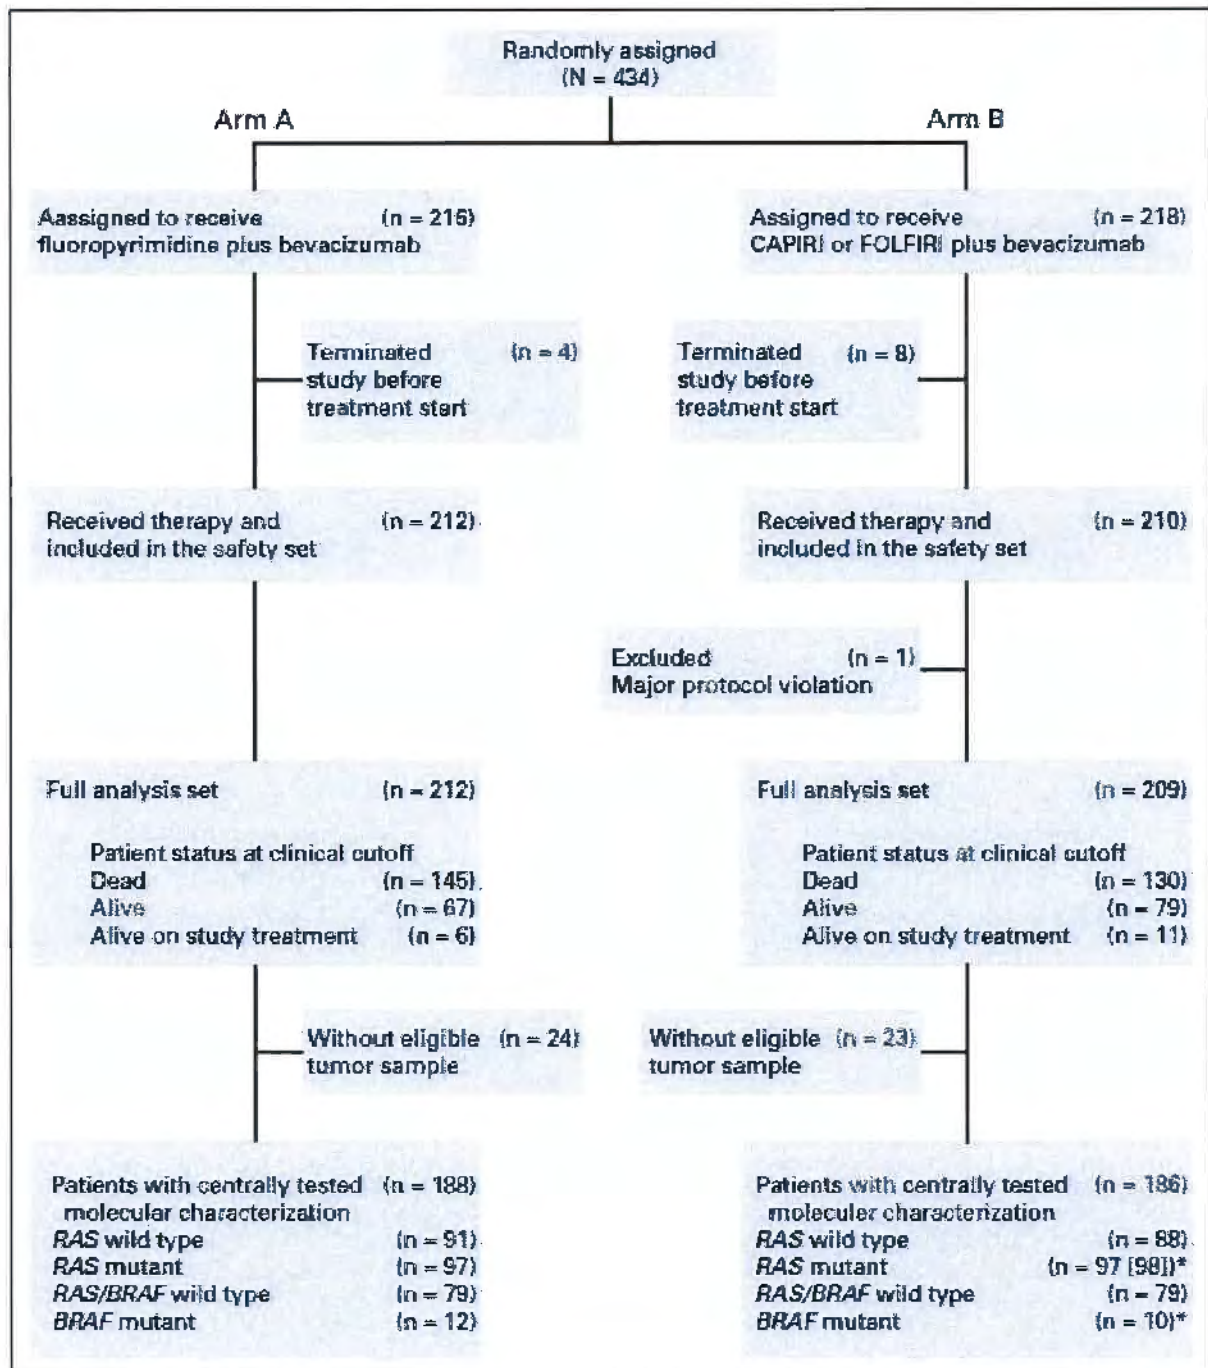 Randomly assigned
(N = 434)
Arm A
Arm B
Aassigned to receive (n = 216)
fluoropyrimidine plus bevacizumab
Assigned to receive (n = 218)
CAPIRI or FOLFIRI plus bevacizumab
Terminated (n = 4)
study before
treatment start
Terminated (n = 8)
study before
treatment start
Received therapy and (n = 212)
included in the safety set
Received therapy and (n = 210)
included in the safety set
Excluded (n = 1)
Major protocol violation
Full analysis set (n = 212)
Patient status at clinical cutoff
Dead (n = 145)
Alive (n = 67)
Alive on study treatment (n = 6)
Full analysis set (n = 209)
Patient status at clinical cutoff
Dead (n = 130)
Alive (n = 79)
Alive on study treatment (n = 11)
Without eligible (n = 24)
tumor sample
Without eligible (n = 23)
tumor sample
Patients with centrally tested (n = 188)
molecular characterization
RAS wild type (n = 91)
RAS mutant (n = 97)
RAS/BRAF wild type (n = 79)
BRAF mutant (n = 12)
Patients with centrally tested (n = 186)
molecular characterization
RAS wild type (n = 88)
RAS mutant (n = 97 [98])*
RAS/BRAF wild type (n = 79)
BRAF mutant (n = 10)*